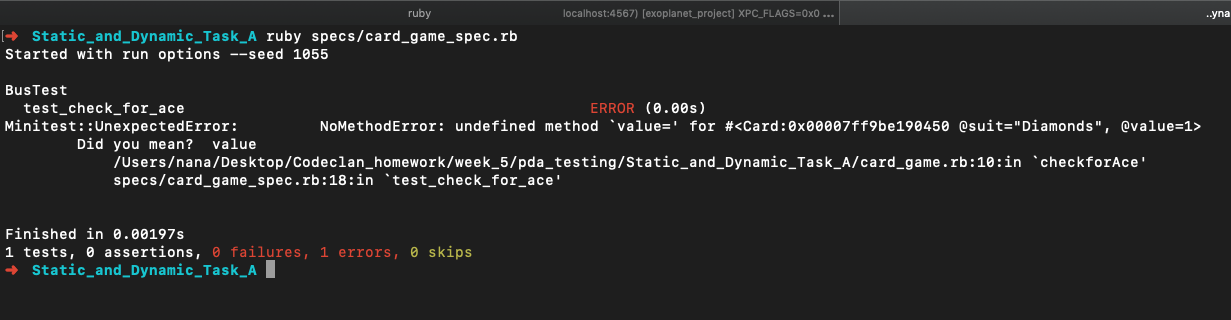 ruby
localhost:4567) [exoplanet_project] XPC_FLAGS=0x0 ...
..yna
[➜ Static_and_Dynamic_Task_A ruby specs/card_game_spec.rb
Started with run options --seed 1055
BusTest
test_check_for_ace ERROR (0.00s)
Minitest::UnexpectedError: NoMethodError: undefined method `value=' for #<Card:0x00007ff9be190450 @suit="Diamonds", @value=1>
Did you mean? value
/Users/nana/Desktop/Codeclan_homework/week_5/pda_testing/Static_and_Dynamic_Task_A/card_game.rb:10:in `checkforAce'
specs/card_game_spec.rb:18:in `test_check_for_ace'
Finished in 0.00197s
1 tests, 0 assertions, 0 failures, 1 errors, 0 skips
➜ Static_and_Dynamic_Task_A